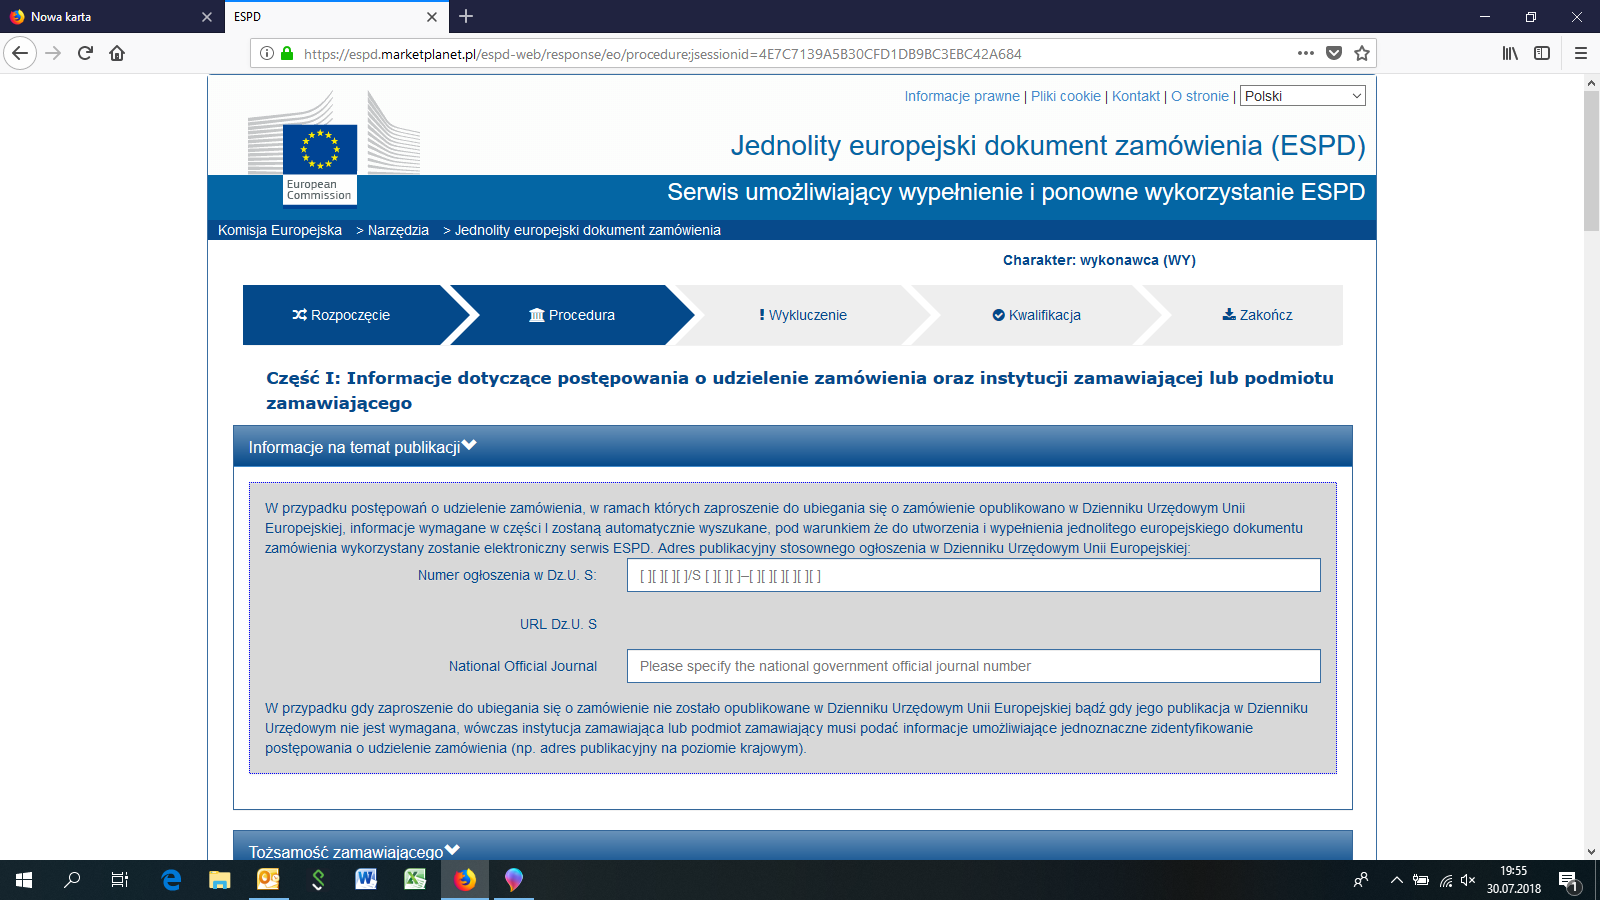 Nowa karta
ESPD
https://espd.marketplanet.pl/espd-web/response/eo/procedure;jsessionid=4E7C7139A5B30CFD1DB9BC3EBC42A684
Informacje prawne | Pliki cookie | Kontakt | O stronie | Polski
Jednolity europejski dokument zamówienia (ESPD)
European
Commission
Serwis umożliwiający wypełnienie i ponowne wykorzystanie ESPD
Komisja Europejska > Narzędzia > Jednolity europejski dokument zamówienia
Charakter: wykonawca (WY)
Rozpoczęcie
Procedura
Wykluczenie
Kwalifikacja
Zakończ
Część I: Informacje dotyczące postępowania o udzielenie zamówienia oraz instytucji zamawiającej lub podmiotu
zamawiającego
Informacje na temat publikacji
W przypadku postępowań o udzielenie zamówienia, w ramach których zaproszenie do ubiegania się o zamówienie opublikowano w Dzienniku Urzędowym Unii
Europejskiej, informacje wymagane w części I zostaną automatycznie wyszukane, pod warunkiem że do utworzenia i wypełnienia jednolitego europejskiego dokumentu
zamówienia wykorzystany zostanie elektroniczny serwis ESPD. Adres publikacyjny stosownego ogłoszenia w Dzienniku Urzędowym Unii Europejskiej:
Numer ogłoszenia w Dz.U. S: [ ][ ][ ][ ]/S [ ][ ][ ]–[ ][ ][ ][ ][ ][ ]
URL Dz.U. S
National Official Journal Please specify the national government official journal number
W przypadku gdy zaproszenie do ubiegania się o zamówienie nie zostało opublikowane w Dzienniku Urzędowym Unii Europejskiej bądź gdy jego publikacja w Dzienniku
Urzędowym nie jest wymagana, wówczas instytucja zamawiająca lub podmiot zamawiający musi podać informacje umożliwiające jednoznaczne zidentyfikowanie
postępowania o udzielenie zamówienia (np. adres publikacyjny na poziomie krajowym).
Tożsamość zamawiającego
19:55
30.07.2018
1